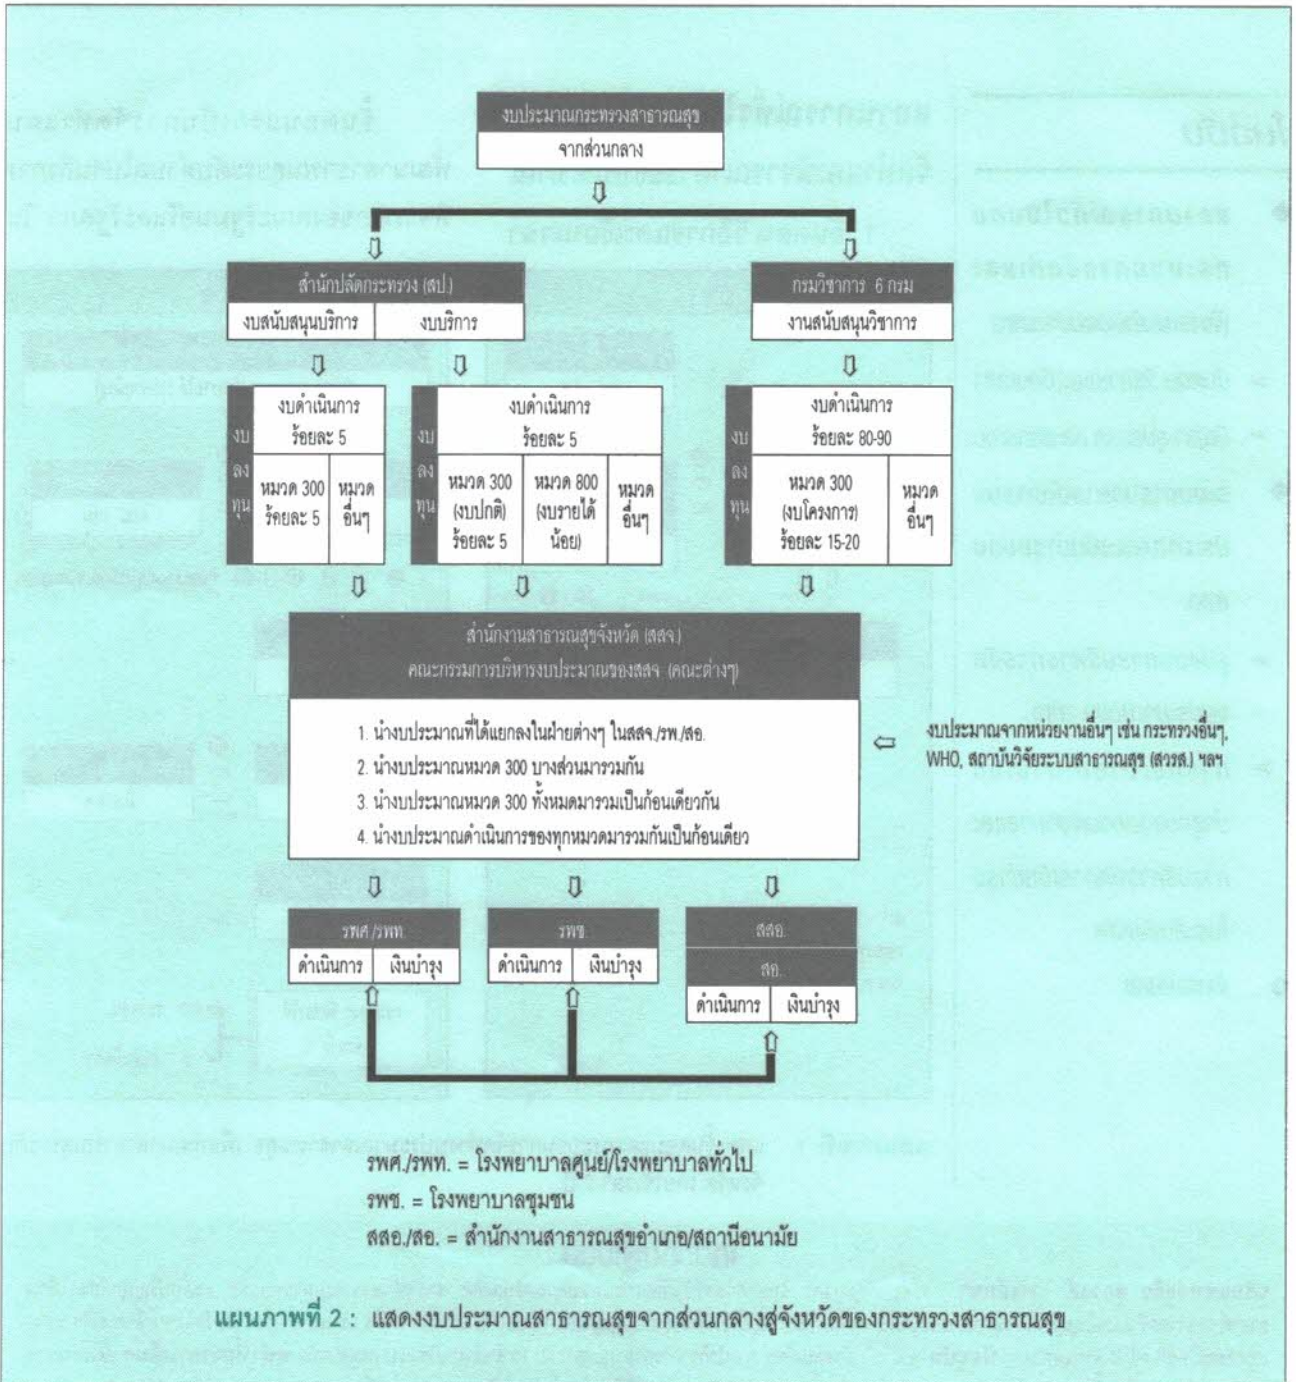 งบประมาณกระทรวงสาธารณสุข
จากส่วนกลาง
สำนักปลัดกระทรวง (สป.)
งบสนับสนุนบริการ งบบริการ
กรมวิชาการ 6 กรม
งานสนับสนุนวิชาการ
งบ
ลง
ทุน
งบดำเนินการ
ร้อยละ 5
หมวด 300
ร้อยละ 5
หมวด
อื่นๆ
งบ
ลง
ทุน
งบดำเนินการ
ร้อยละ 5
หมวด 300
(งบปกติ)
ร้อยละ 5
หมวด 800
(งบรายได้
น้อย)
หมวด
อื่นๆ
งบ
ลง
ทุน
งบดำเนินการ
ร้อยละ 80-90
หมวด 300
(งบโครงการ)
ร้อยละ 15-20
หมวด
อื่นๆ
สำนักงานสาธารณสุขจังหวัด (สสจ.)
คณะกรรมการบริหารงบประมาณของสสจ. (คณะต่างๆ)
1. นำงบประมาณที่ได้แยกลงในฝ่ายต่างๆ ในสสจ./รพ./สอ.
2. นำงบประมาณหมวด 300 บางส่วนมารวมกัน
3. นำงบประมาณหมวด 300 ทั้งหมดมารวมเป็นก้อนเดียวกัน
4. นำงบประมาณดำเนินการของทุกหมวดมารวมกันเป็นก้อนเดียว
งบประมาณจากหน่วยงานอื่นๆ เช่น กระทรวงอื่นๆ,
WHO, สถาบันวิจัยระบบสาธารณสุข (สวรส.) ฯลฯ
รพศ./รพท.
ดำเนินการ เงินบำรุง
รพช.
ดำเนินการ เงินบำรุง
สสอ.
สอ.
ดำเนินการ เงินบำรุง
รพศ./รพท. = โรงพยาบาลศูนย์/โรงพยาบาลทั่วไป
รพช. = โรงพยาบาลชุมชน
สสอ./สอ. = สำนักงานสาธารณสุขอำเภอ/สถานีอนามัย
แผนภาพที่ 2 : แสดงงบประมาณสาธารณสุขจากส่วนกลางสู่จังหวัดของกระทรวงสาธารณสุข